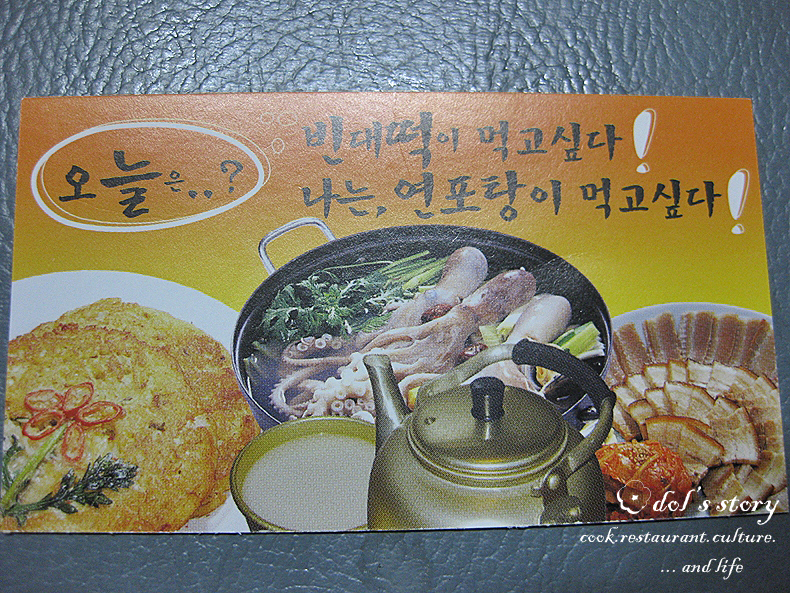 오늘은..?
빈대떡이 먹고싶다!
나는, 연포탕이 먹고싶다!
dol's story
cook.restaurant.culture.
... and life